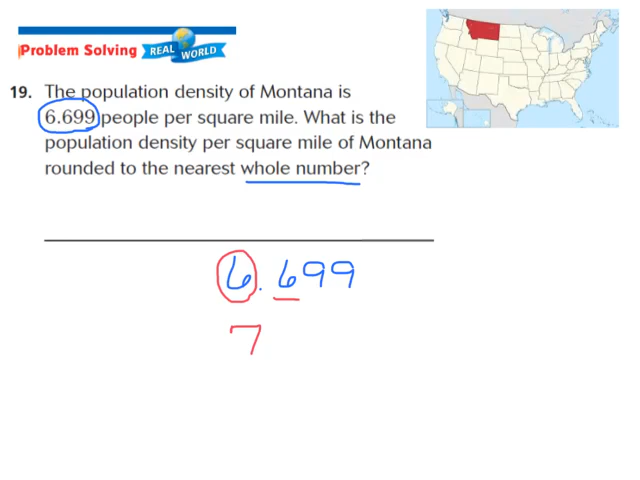 Problem Solving REAL WORLD
19. The population density of Montana is
6.699 people per square mile. What is the
population density per square mile of Montana
rounded to the nearest whole number?
6.699
7